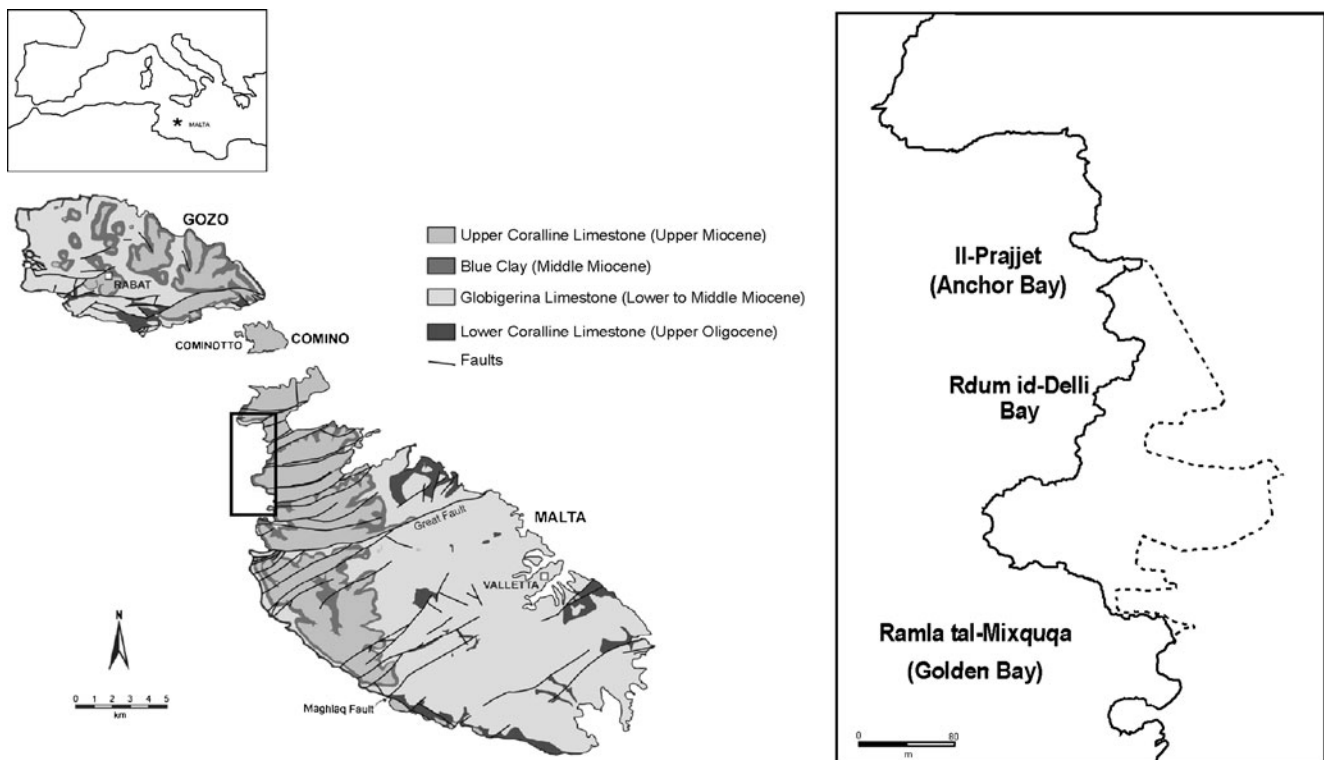 MALTA
GOZO
RABAT
COMINOTTO
COMINO
Upper Coralline Limestone (Upper Miocene)
Blue Clay (Middle Miocene)
Globigerina Limestone (Lower to Middle Miocene)
Lower Coralline Limestone (Upper Oligocene)
Faults
Great Fault
MALTA
VALLETTA
Maghlaq Fault
N
0 1 2 3 4 5
km
Il-Prajjet
(Anchor Bay)
Rdum id-Delli
Bay
Ramla tal-Mixquqa
(Golden Bay)
0 80
m